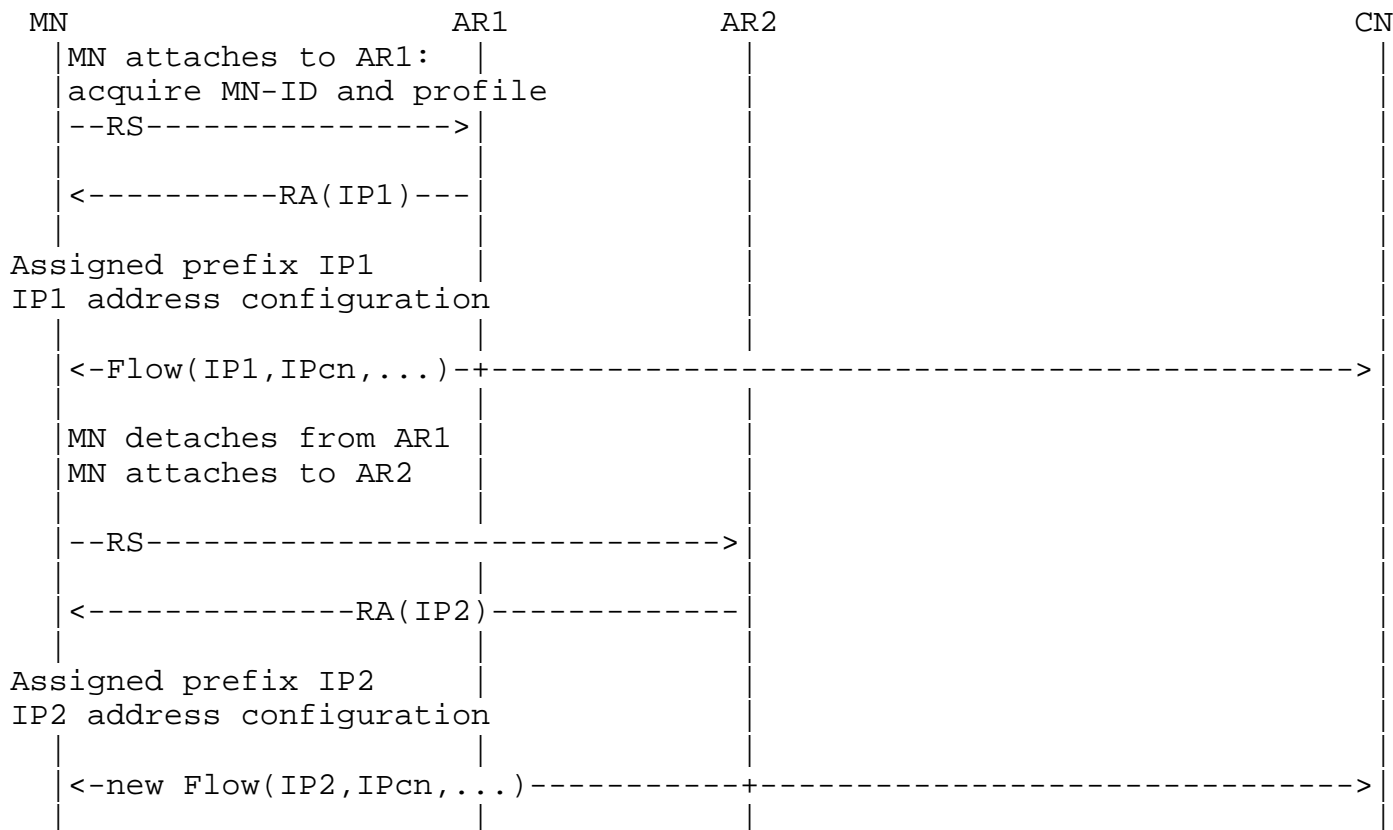 MN AR1 AR2 CN
|MN attaches to AR1: | | |
|acquire MN-ID and profile | |
|--RS---------------->| | |
| | | |
|<----------RA(IP1)---| | |
| | | |
Assigned prefix IP1 | | |
IP1 address configuration | |
| | | |
|<-Flow(IP1,IPcn,...)-+--------------------------------------------->|
| | | |
|MN detaches from AR1 | | |
|MN attaches to AR2 | | |
| | | |
|--RS------------------------------>| |
| | | |
|<--------------RA(IP2)-------------| |
| | | |
Assigned prefix IP2 | | |
IP2 address configuration | |
| | | |
|<-new Flow(IP2,IPcn,...)-----------+------------------------------->|
| | | |